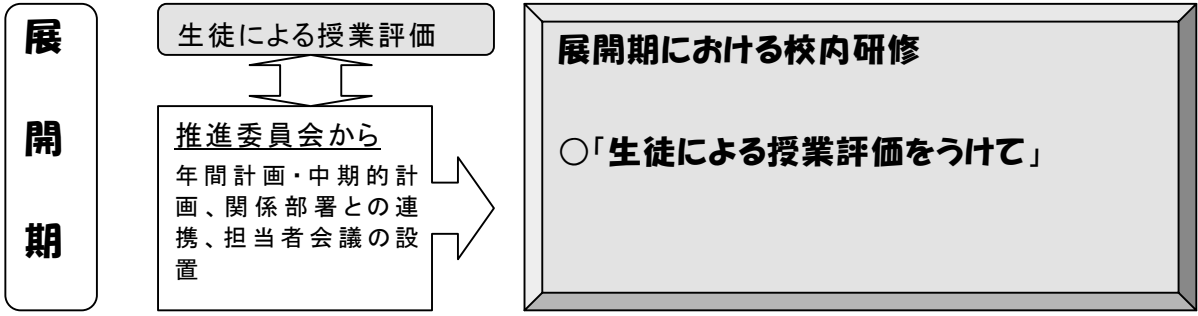 展
開
期
生徒による授業評価
推進委員会から
年間計画・中期的計
画、関係部署との連
携、担当者会議の設
置
展開期における校内研修
○「生徒による授業評価をうけて」